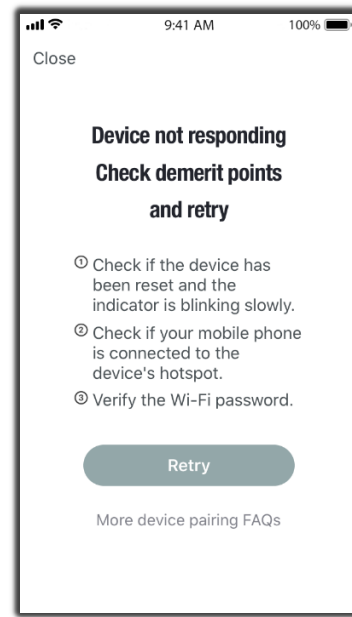 9:41 AM 100%
Close
Device not responding
Check demerit points
and retry
① Check if the device has
been reset and the
indicator is blinking slowly.
② Check if your mobile phone
is connected to the
device's hotspot.
③ Verify the Wi-Fi password.
Retry
More device pairing FAQs